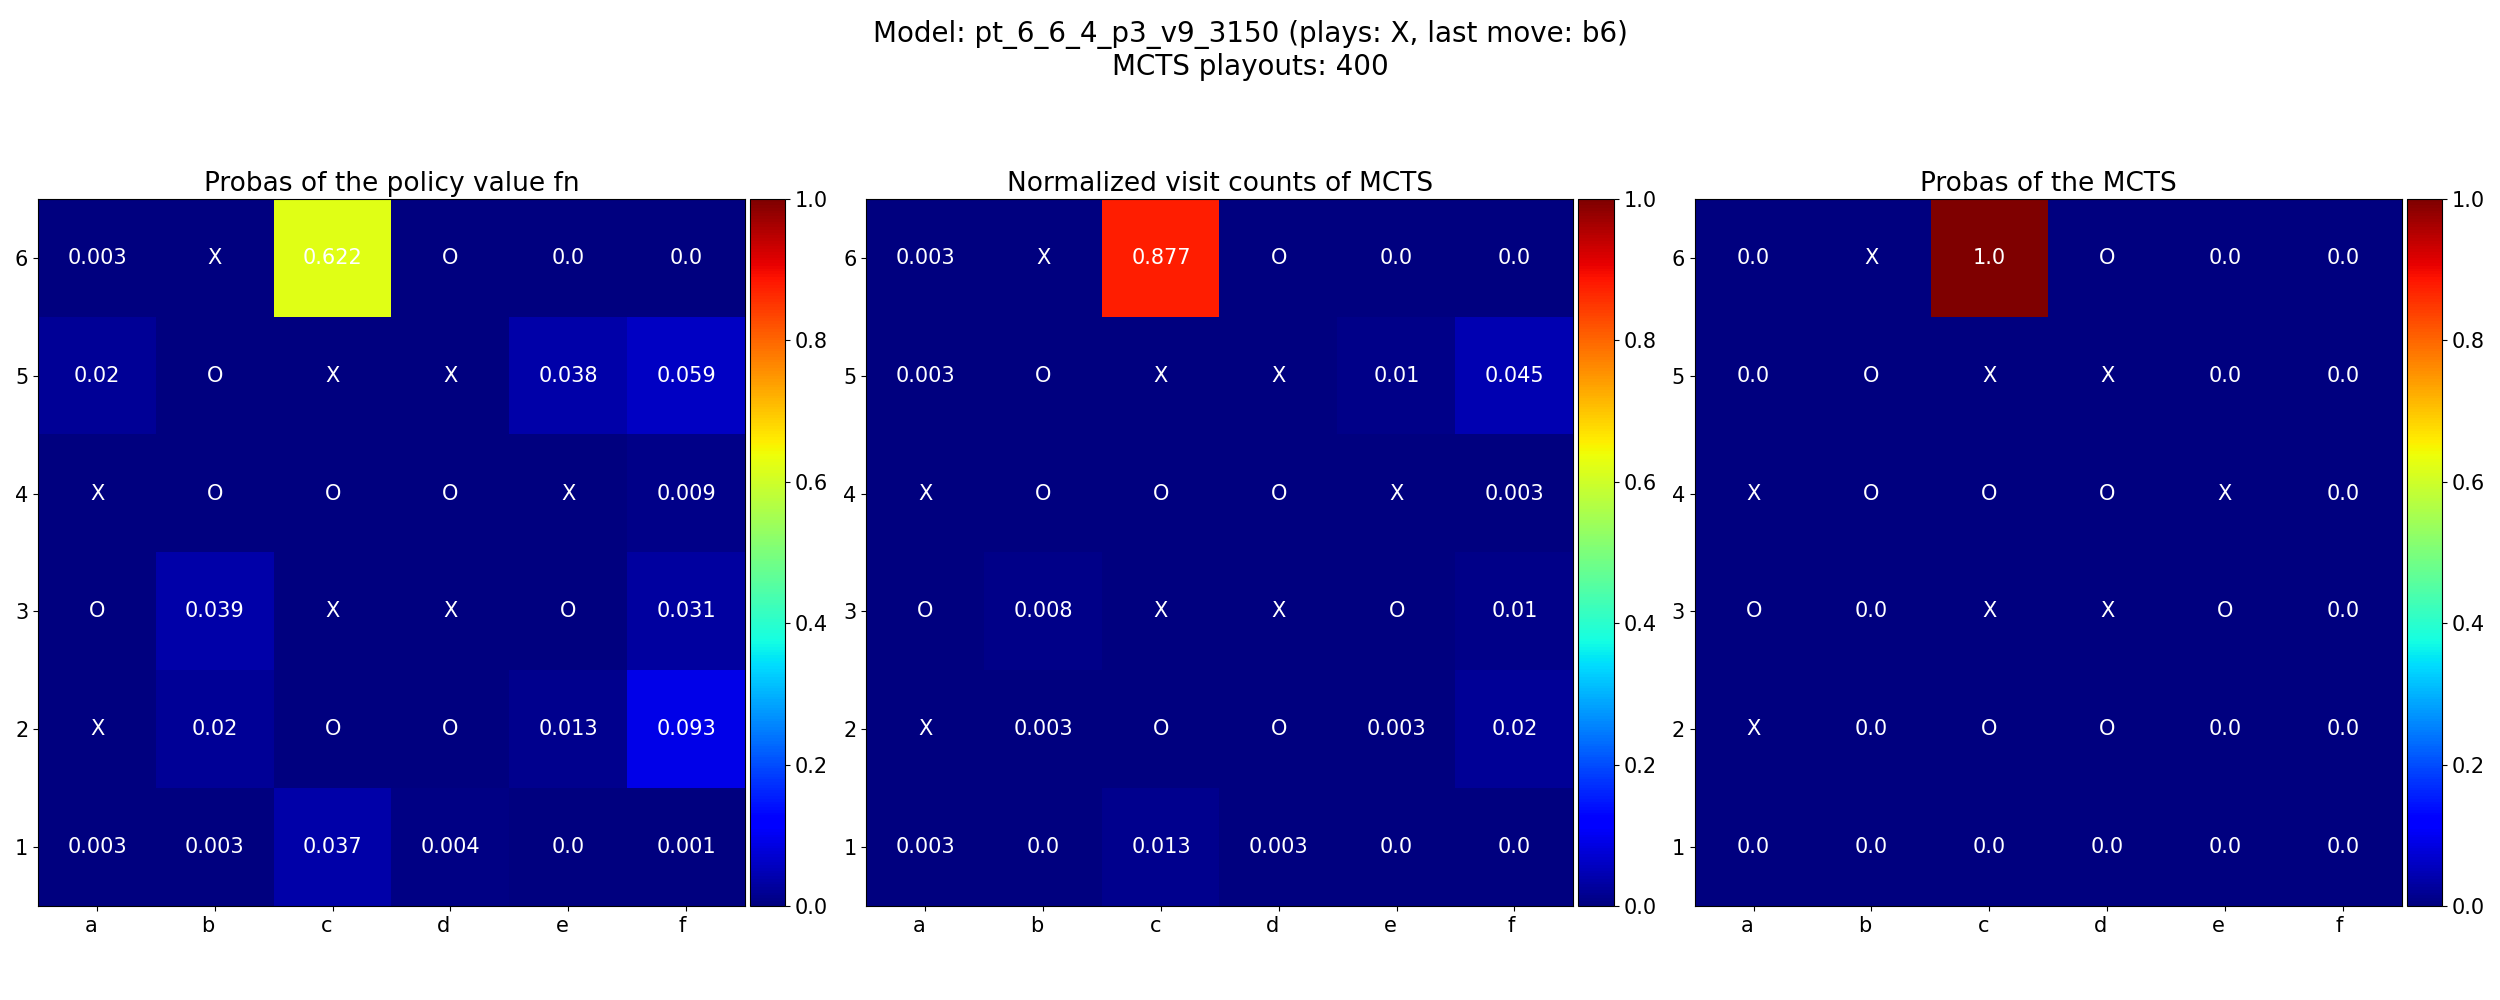 Model: pt_6_6_4_p3_v9_3150 (plays: X, last move: b6)
MCTS playouts: 400
Probas of the policy value fn
6 0.003 X 0.622 O 0.0 0.0
5 0.02 O X X 0.038 0.059
4 X O O O X 0.009
3 O 0.039 X X O 0.031
2 X 0.02 O O 0.013 0.093
1 0.003 0.003 0.037 0.004 0.0 0.001
a b c d e f
1.0
0.8
0.6
0.4
0.2
0.0
Normalized visit counts of MCTS
6 0.003 X 0.877 O 0.0 0.0
5 0.003 O X X 0.01 0.045
4 X O O O X 0.003
3 O 0.008 X X O 0.01
2 X 0.003 O O 0.003 0.02
1 0.003 0.0 0.013 0.003 0.0 0.0
a b c d e f
1.0
0.8
0.6
0.4
0.2
0.0
Probas of the MCTS
6 0.0 X 1.0 O 0.0 0.0
5 0.0 O X X 0.0 0.0
4 X O O O X 0.0
3 O 0.0 X X O 0.0
2 X 0.0 O O 0.0 0.0
1 0.0 0.0 0.0 0.0 0.0 0.0
a b c d e f
1.0
0.8
0.6
0.4
0.2
0.0